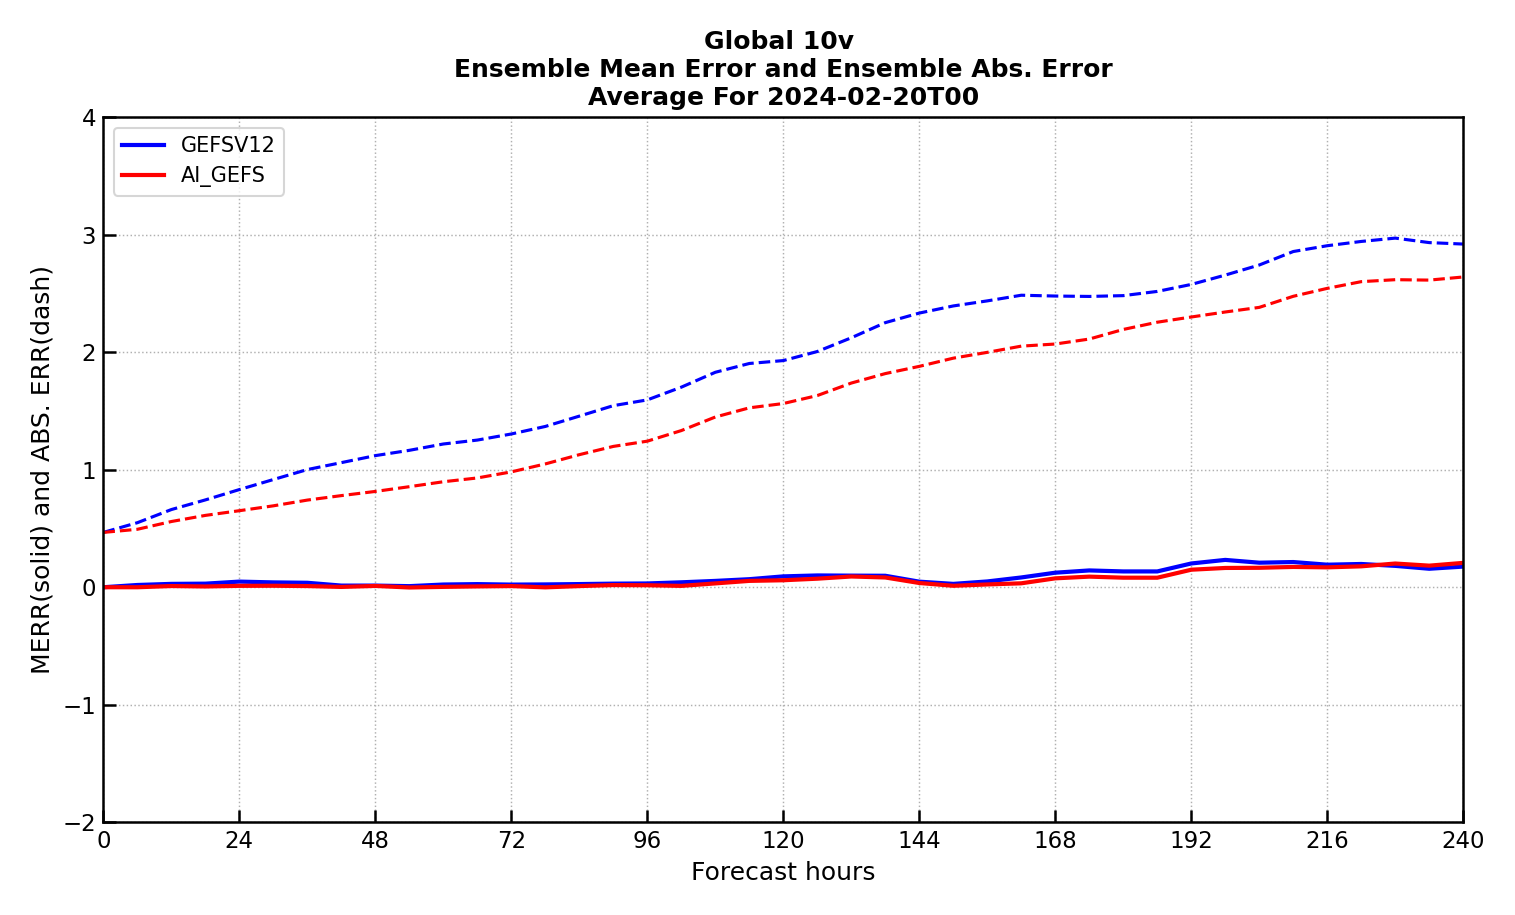 Global 10v
Ensemble Mean Error and Ensemble Abs. Error
Average For 2024-02-20T00
GEFSV12
AI_GEFS
MERR(solid) and ABS. ERR(dash)
4
3
2
1
0
−1
−2
0 24 48 72 96 120 144 168 192 216 240
Forecast hours